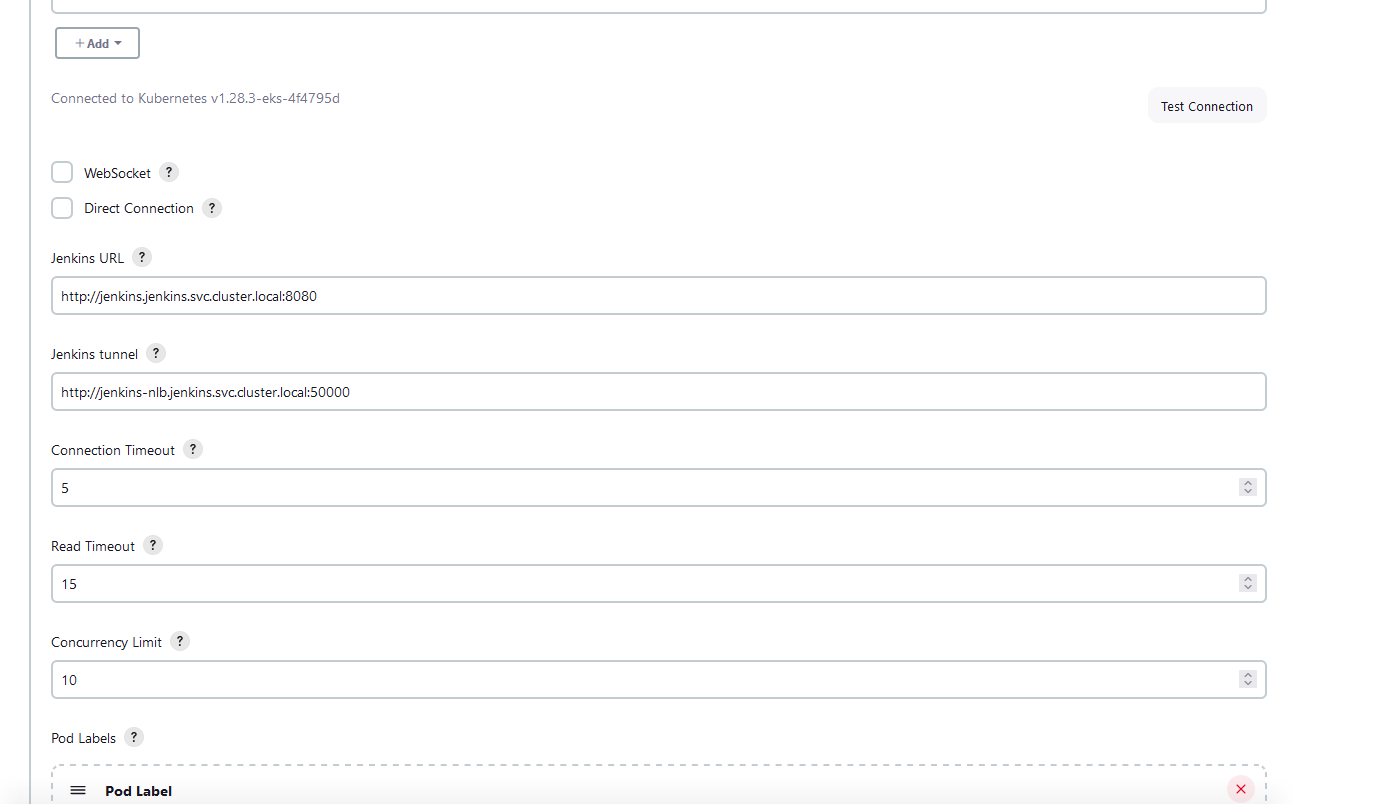 + Add
Connected to Kubernetes v1.28.3-eks-4f4795d
Test Connection
WebSocket ?
Direct Connection ?
Jenkins URL ?
http://jenkins.jenkins.svc.cluster.local:8080
Jenkins tunnel ?
http://jenkins-nlb.jenkins.svc.cluster.local:50000
Connection Timeout ?
5
Read Timeout ?
15
Concurrency Limit ?
10
Pod Labels ?
Pod Label